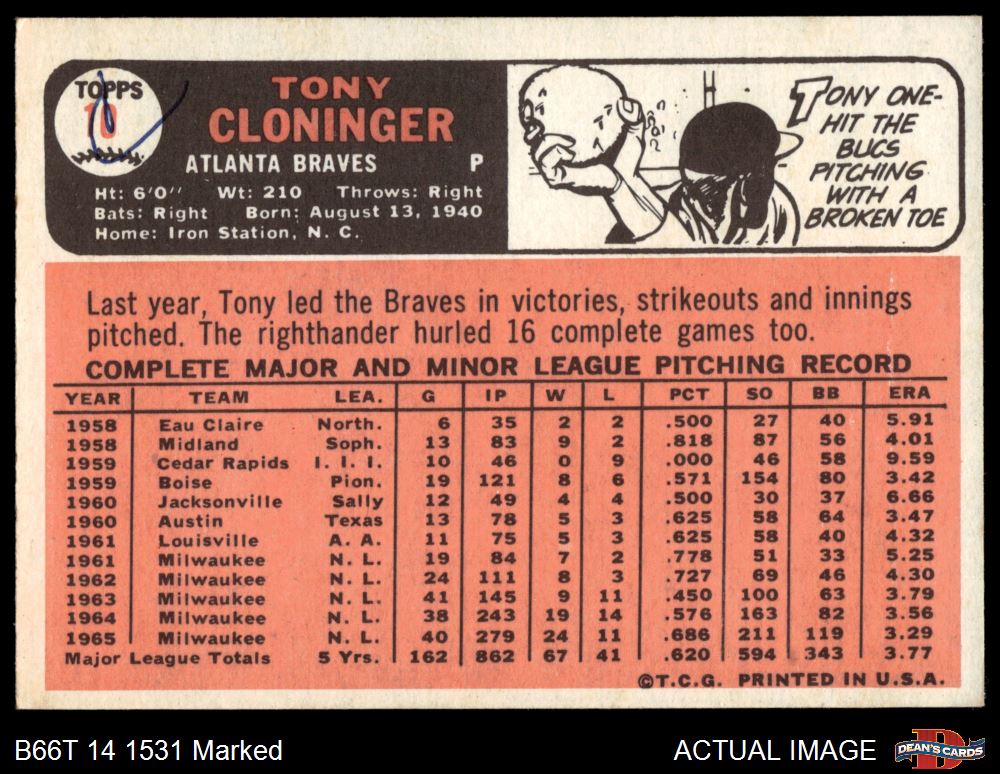 TOPPS
10
TONY
CLONINGER
ATLANTA BRAVES P
Ht: 6'0" Wt: 210 Throws: Right
Bats: Right Born: August 13, 1940
Home: Iron Station, N. C.
TONY ONE-
HIT THE
BUCS
PITCHING
WITH A
BROKEN TOE
Last year, Tony led the Braves in victories, strikeouts and innings
pitched. The righthander hurled 16 complete games too.
COMPLETE MAJOR AND MINOR LEAGUE PITCHING RECORD
YEAR TEAM LEA. G IP W L PCT SO BB ERA
1958 Eau Claire North. 6 35 2 2 .500 27 40 5.91
1958 Midland Soph. 13 83 9 2 .818 87 56 4.01
1959 Cedar Rapids I. I. I. 10 46 0 9 .000 46 58 9.59
1959 Boise Pion. 19 121 8 6 .571 154 80 3.42
1960 Jacksonville Sally 12 49 4 4 .500 30 37 6.66
1960 Austin Texas 13 78 5 3 .625 58 64 3.47
1961 Louisville A. A. 11 75 5 3 .625 58 40 4.32
1961 Milwaukee N. L. 19 84 7 2 .778 51 33 5.25
1962 Milwaukee N. L. 24 111 8 3 .727 69 46 4.30
1963 Milwaukee N. L. 41 145 9 11 .450 100 63 3.79
1964 Milwaukee N. L. 38 243 19 14 .576 163 82 3.56
1965 Milwaukee N. L. 40 279 24 11 .686 211 119 3.29
Major League Totals 5 Yrs. 162 862 67 41 .620 594 343 3.77
©T.C.G. PRINTED IN U.S.A.
B66T 14 1531 Marked
ACTUAL IMAGE
DEAN'S CARDS